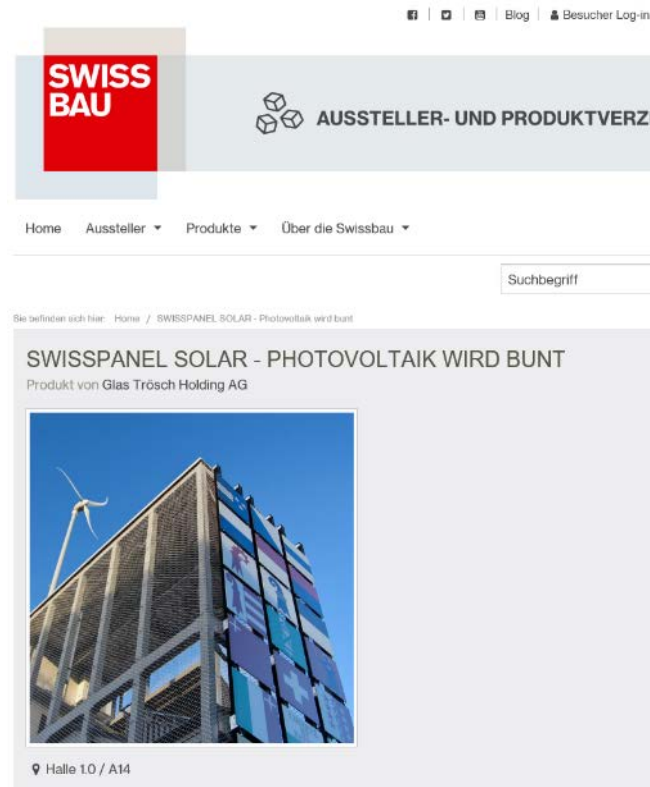 Blog Besucher Log-in
SWISS
BAU
AUSSTELLER- UND PRODUKTVERZ
Home Aussteller Produkte Über die Swissbau
Suchbegriff
Sie befinden sich hier: Home / SWISSPANEL SOLAR - Photovoltaik wird bunt
SWISSPANEL SOLAR - PHOTOVOLTAIK WIRD BUNT
Produkt von Glas Trösch Holding AG
Halle 1.0 / A14